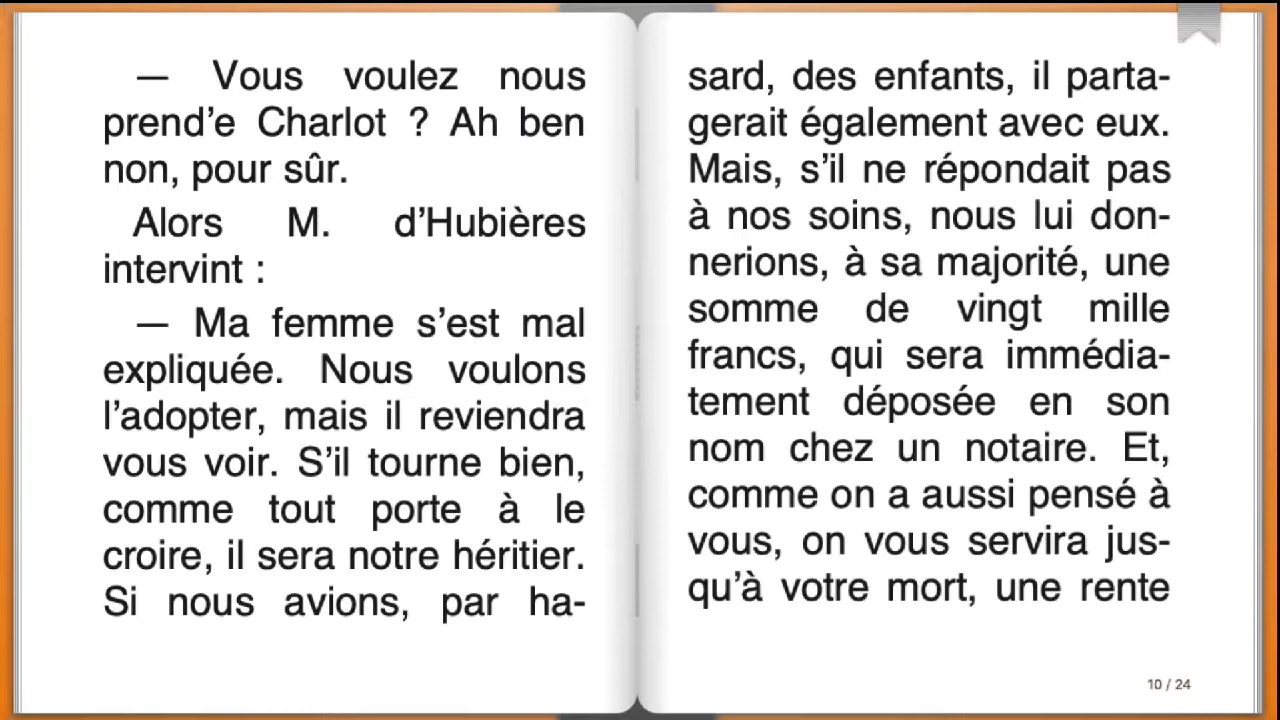 — Vous voulez nous
prend’e Charlot ? Ah ben
non, pour sûr.
Alors M. d’Hubières
intervint :
— Ma femme s’est mal
expliquée. Nous voulons
l’adopter, mais il reviendra
vous voir. S’il tourne bien,
comme tout porte à le
croire, il sera notre héritier.
Si nous avions, par ha-
sard, des enfants, il parta-
gerait également avec eux.
Mais, s’il ne répondait pas
à nos soins, nous lui don-
nerions, à sa majorité, une
somme de vingt mille
francs, qui sera immédia-
tement déposée en son
nom chez un notaire. Et,
comme on a aussi pensé à
vous, on vous servira jus-
qu’à votre mort, une rente
10 / 24